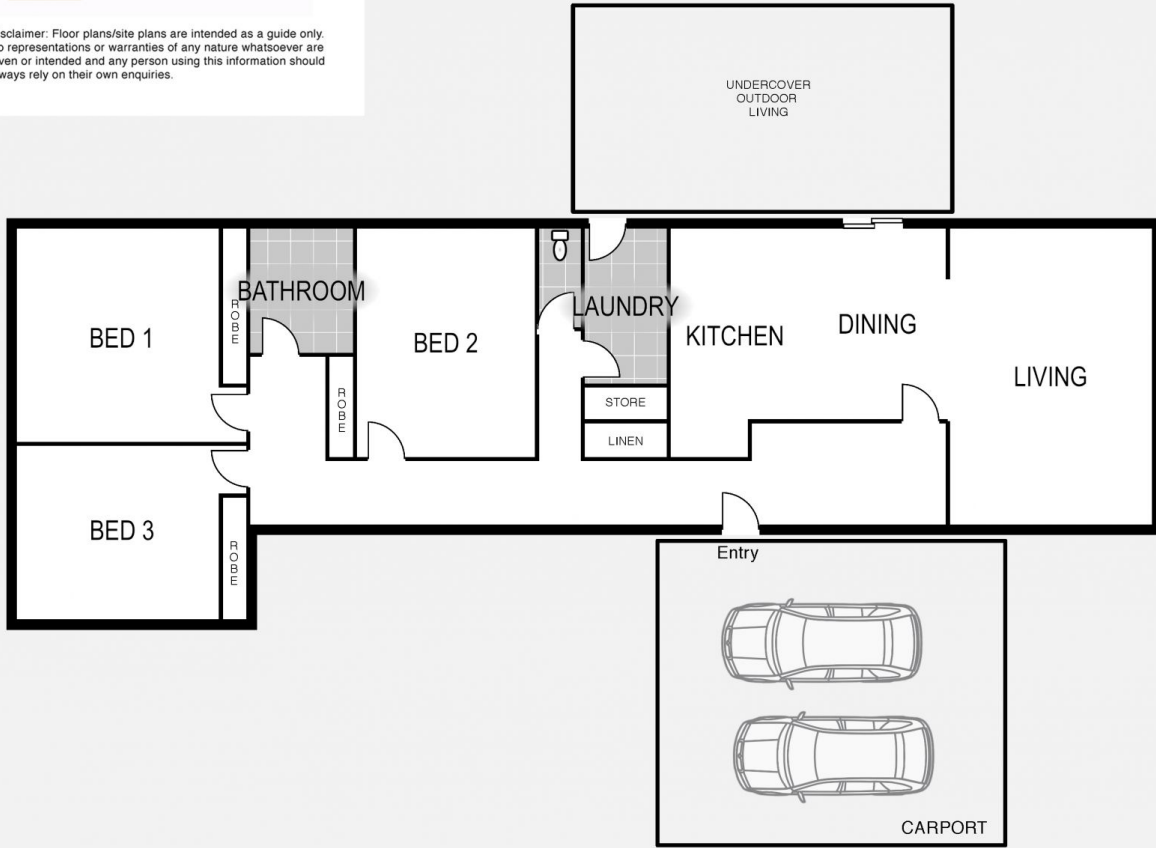 sclaimer: Floor plans/site plans are intended as a guide only.
o representations or warranties of any nature whatsoever are
ven or intended and any person using this information should
ways rely on their own enquiries.
UNDERCOVER
OUTDOOR
LIVING
BED 1
ROBE
BATHROOM
BED 2
ROBE
LAUNDRY
KITCHEN
DINING
LIVING
STORE
LINEN
BED 3
ROBE
Entry
CARPORT